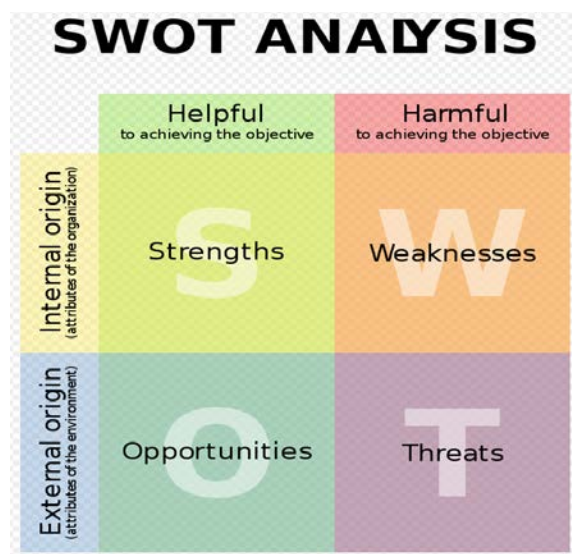 SWOT ANALYSIS
Helpful
to achieving the objective
Harmful
to achieving the objective
Internal origin
(attributes of the organization)
S
Strengths
W
Weaknesses
External origin
(attributes of the environment)
O
Opportunities
T
Threats